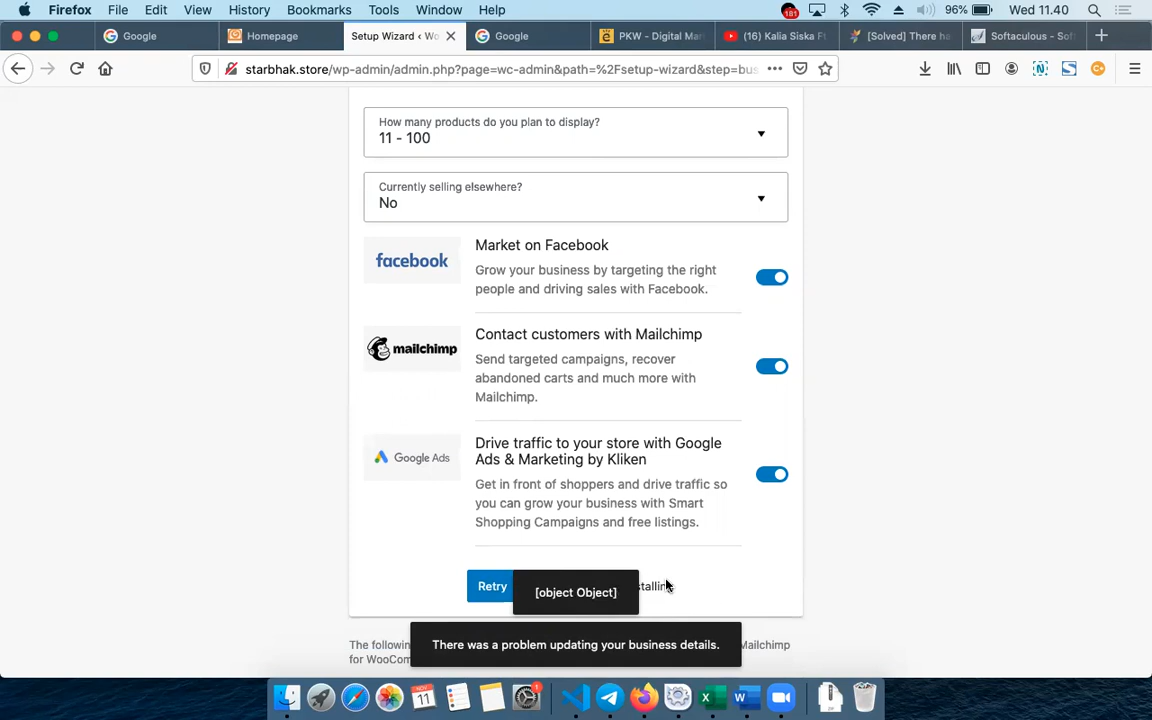 Firefox File Edit View History Bookmarks Tools Window Help 181 96% Wed 11.40
Google Homepage Setup Wizard ‹ Wo Google PKW - Digital Mar (16) Kalia Siska Ft [Solved] There ha Softaculous - Sof
starbhak.store/wp-admin/admin.php?page=wc-admin&path=%2Fsetup-wizard&step=bus
How many products do you plan to display?
11 - 100
Currently selling elsewhere?
No
facebook
Market on Facebook
Grow your business by targeting the right
people and driving sales with Facebook.
mailchimp
Contact customers with Mailchimp
Send targeted campaigns, recover
abandoned carts and much more with
Mailchimp.
Google Ads
Drive traffic to your store with Google
Ads & Marketing by Kliken
Get in front of shoppers and drive traffic so
you can grow your business with Smart
Shopping Campaigns and free listings.
Retry [object Object] stalling
There was a problem updating your business details.
The followin Mailchimp
for WooCom
NOV 11 1